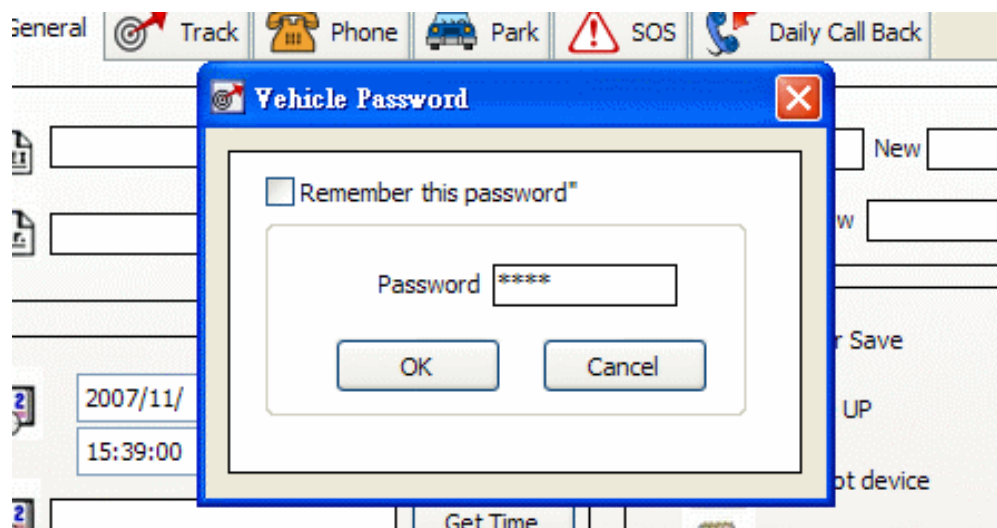 General Track Phone Park SOS Daily Call Back
Vehicle Password
New
Remember this password"
Password ****
OK Cancel
Save
2007/11/
UP
15:39:00
device
Get Time